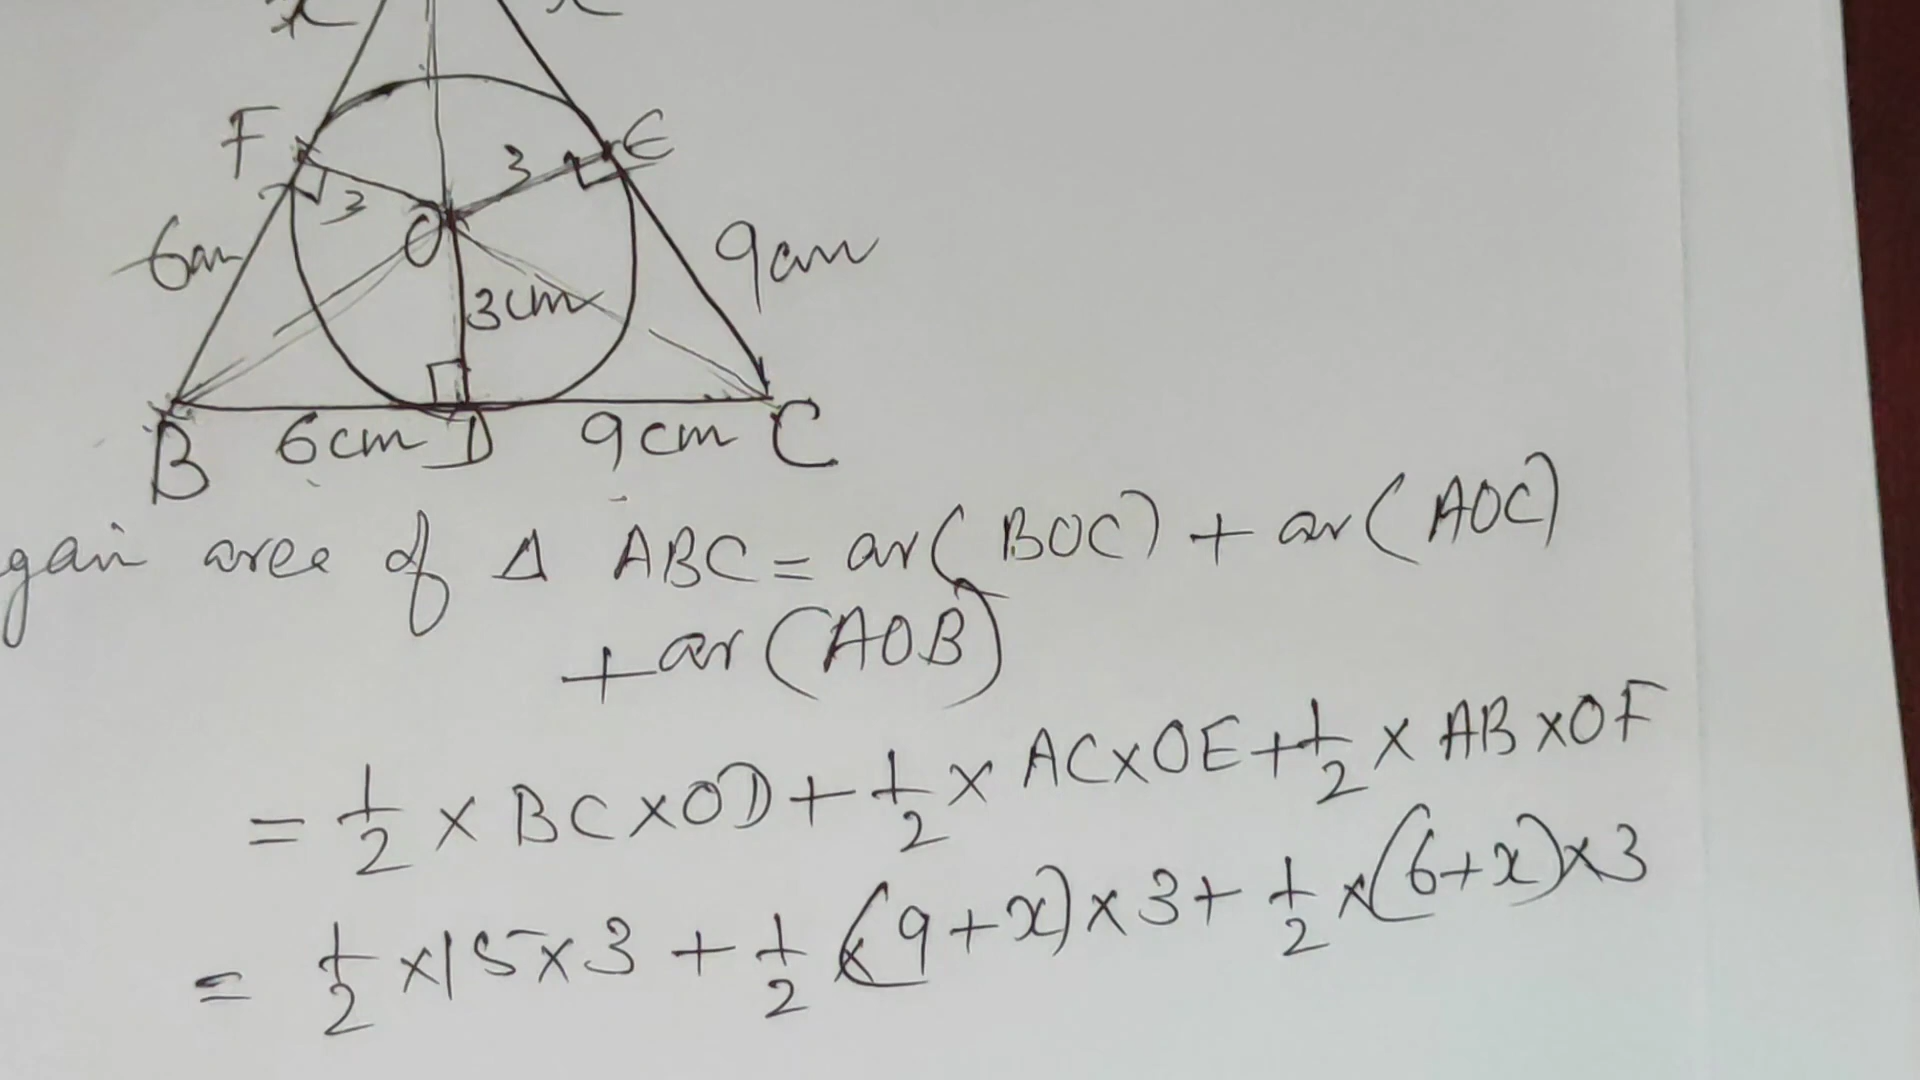 x x
F E
3 3
O
6cm 9cm
3cm
B 6cm D 9cm C
gain area of Δ ABC = ar(BOC) + ar(AOC)
+ ar(AOB)
= 1/2 × BC × OD + 1/2 × AC × OE + 1/2 × AB × OF
= 1/2 × 15 × 3 + 1/2 × (9 + x) × 3 + 1/2 × (6 + x) × 3